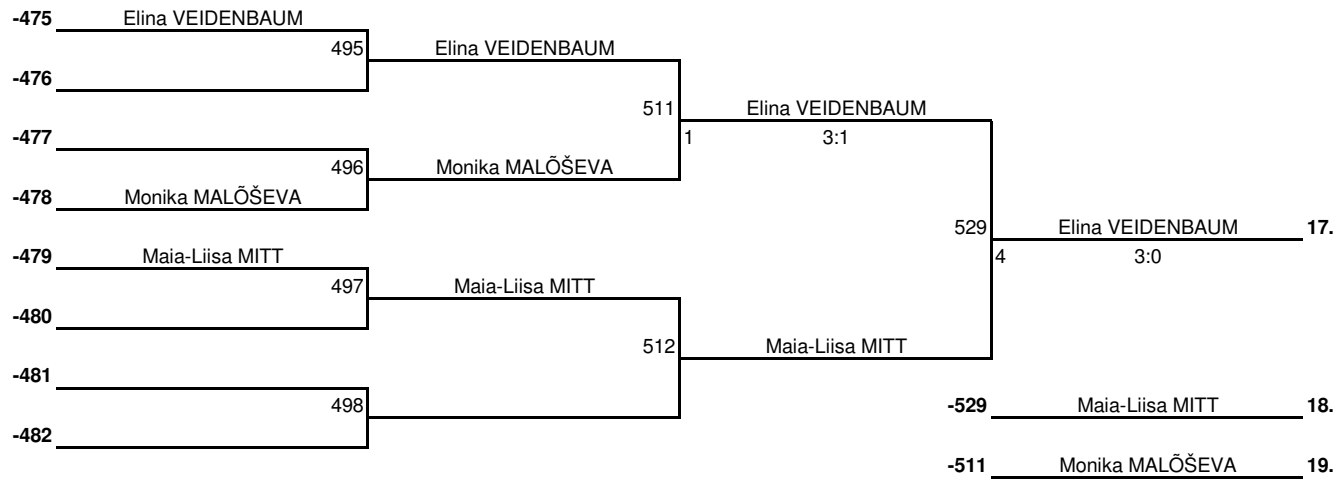 -475 Elina VEIDENBAUM
495 Elina VEIDENBAUM
-476
511 Elina VEIDENBAUM
-477 1 3:1
496 Monika MALÕŠEVA
-478 Monika MALÕŠEVA
529 Elina VEIDENBAUM 17.
-479 Maia-Liisa MITT 4 3:0
497 Maia-Liisa MITT
-480
512 Maia-Liisa MITT
-481
498 -529 Maia-Liisa MITT 18.
-482
-511 Monika MALÕŠEVA 19.